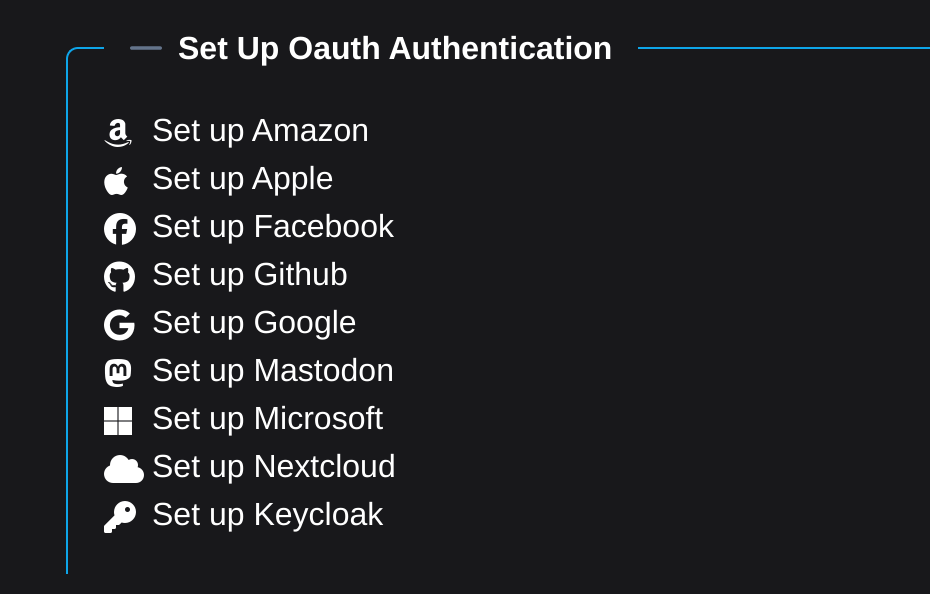 Set Up Oauth Authentication
Set up Amazon
Set up Apple
Set up Facebook
Set up Github
Set up Google
Set up Mastodon
Set up Microsoft
Set up Nextcloud
Set up Keycloak